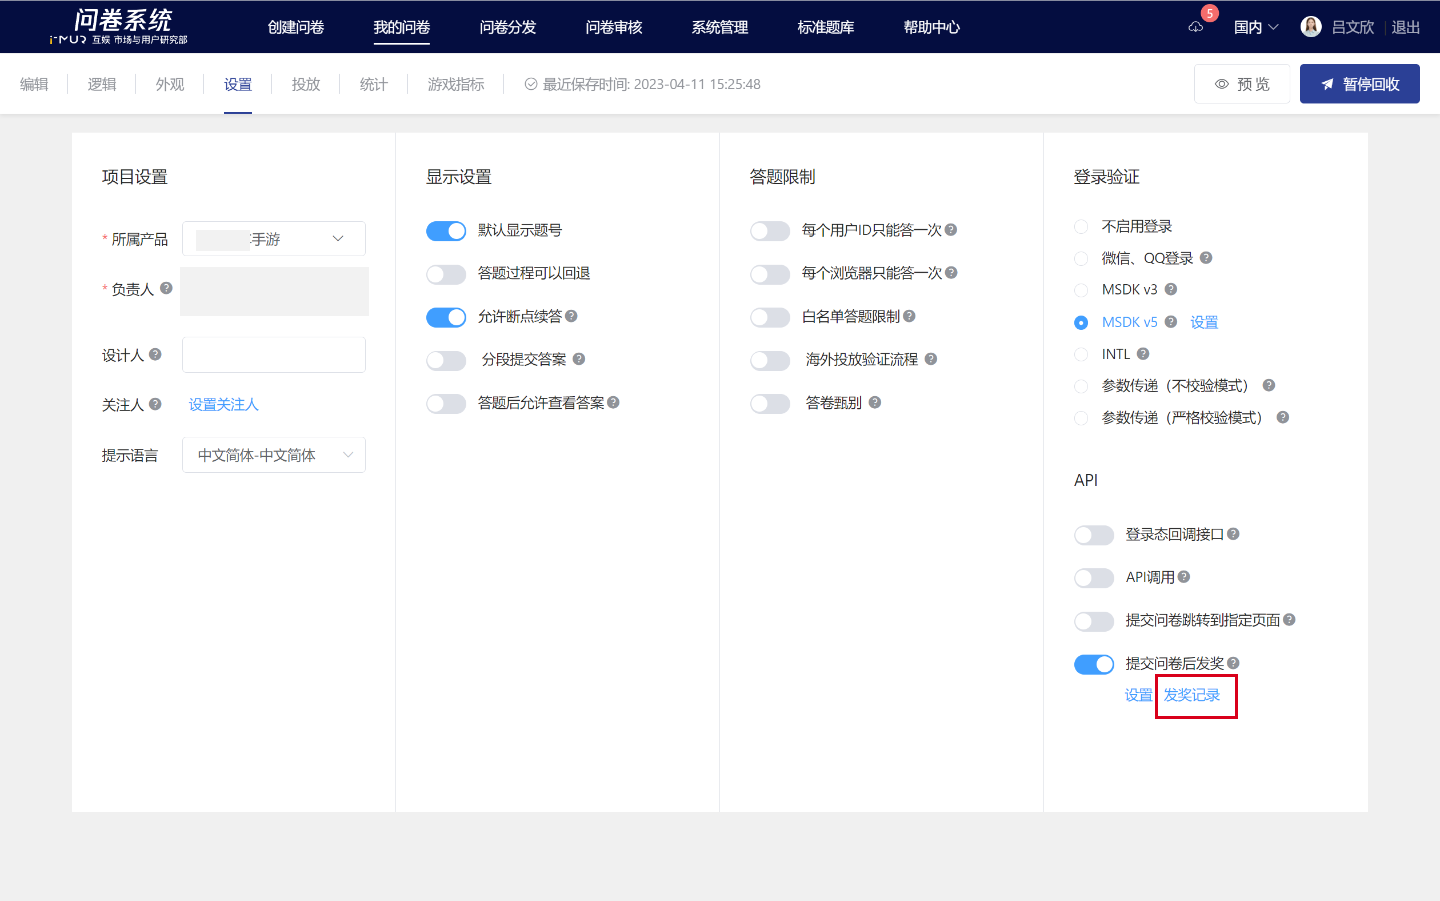 问卷系统
i-MUR 互娱 市场与用户研究部
创建问卷
我的问卷
问卷分发
问卷审核
系统管理
标准题库
帮助中心
5
国内
吕文欣
退出
编辑
逻辑
外观
设置
投放
统计
游戏指标
最近保存时间: 2023-04-11 15:25:48
预 览
暂停回收
项目设置
* 所属产品
手游
* 负责人
设计人
关注人
设置关注人
提示语言
中文简体-中文简体
显示设置
默认显示题号
答题过程可以回退
允许断点续答
分段提交答案
答题后允许查看答案
答题限制
每个用户ID只能答一次
每个浏览器只能答一次
白名单答题限制
海外投放验证流程
答卷甄别
登录验证
不启用登录
微信、QQ登录
MSDK v3
MSDK v5 设置
INTL
参数传递（不校验模式）
参数传递（严格校验模式）
API
登录态回调接口
API调用
提交问卷跳转到指定页面
提交问卷后发奖
设置 发奖记录